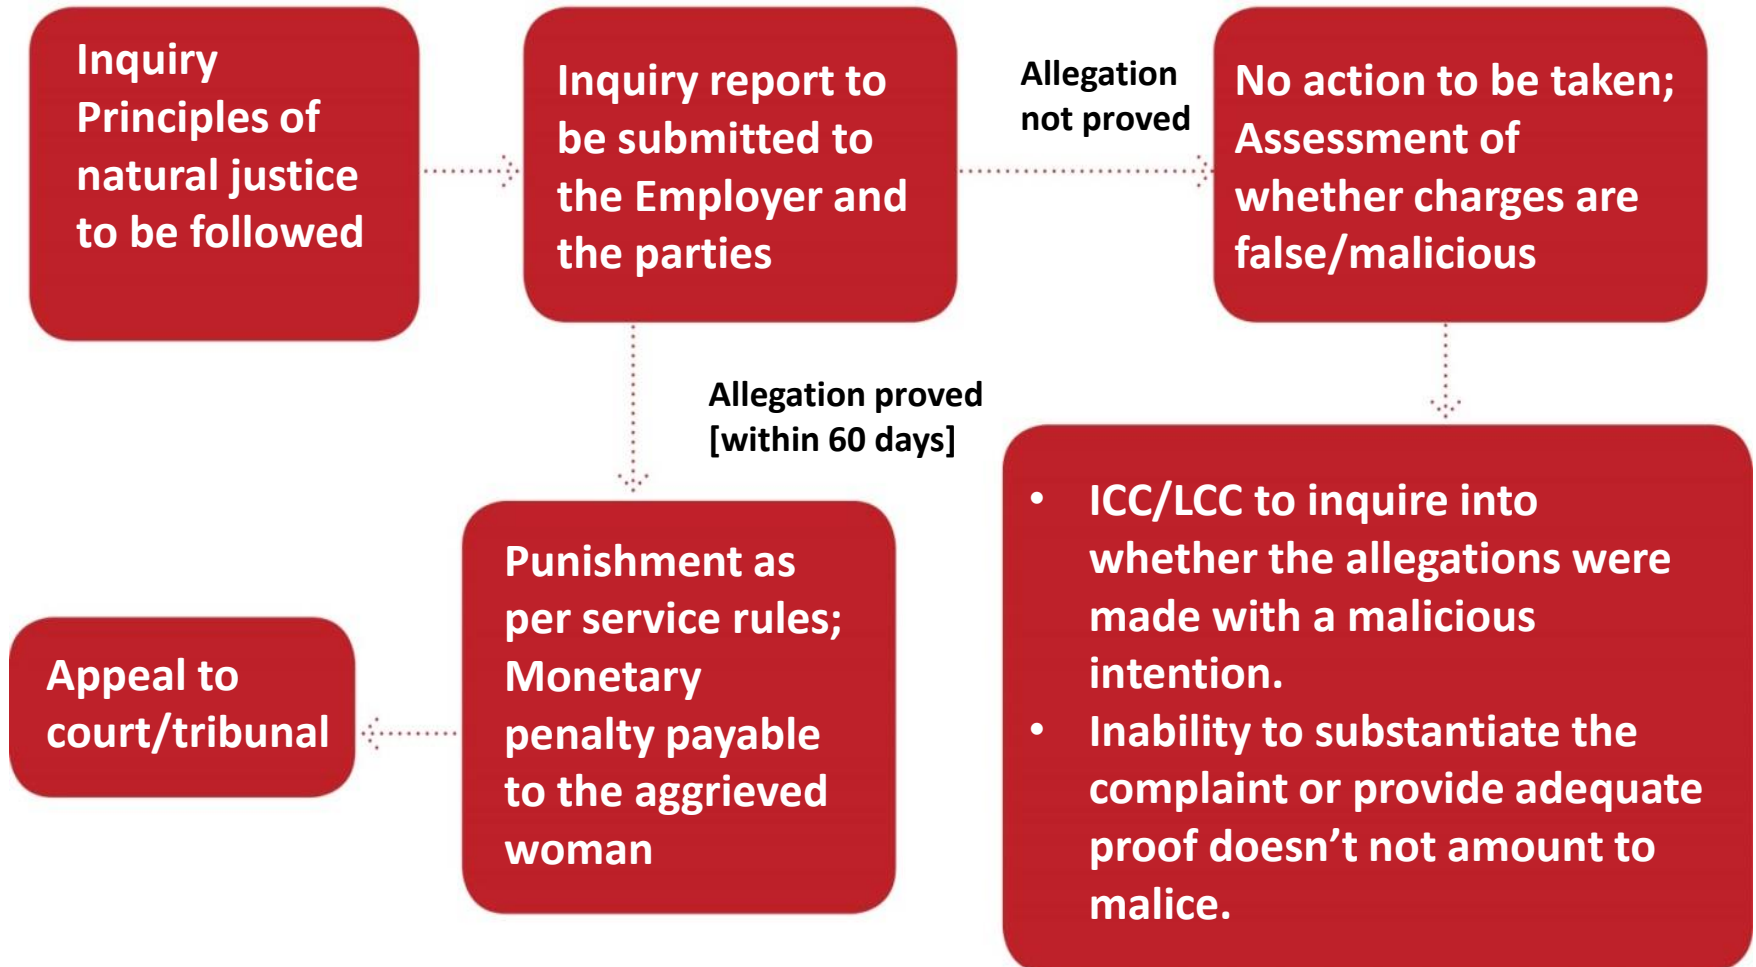 Inquiry
Principles of
natural justice
to be followed
Inquiry report to
be submitted to
the Employer and
the parties
Allegation
not proved
No action to be taken;
Assessment of
whether charges are
false/malicious
Allegation proved
[within 60 days]
Punishment as
per service rules;
Monetary
penalty payable
to the aggrieved
woman
Appeal to
court/tribunal
• ICC/LCC to inquire into
whether the allegations were
made with a malicious
intention.
• Inability to substantiate the
complaint or provide adequate
proof doesn’t not amount to
malice.